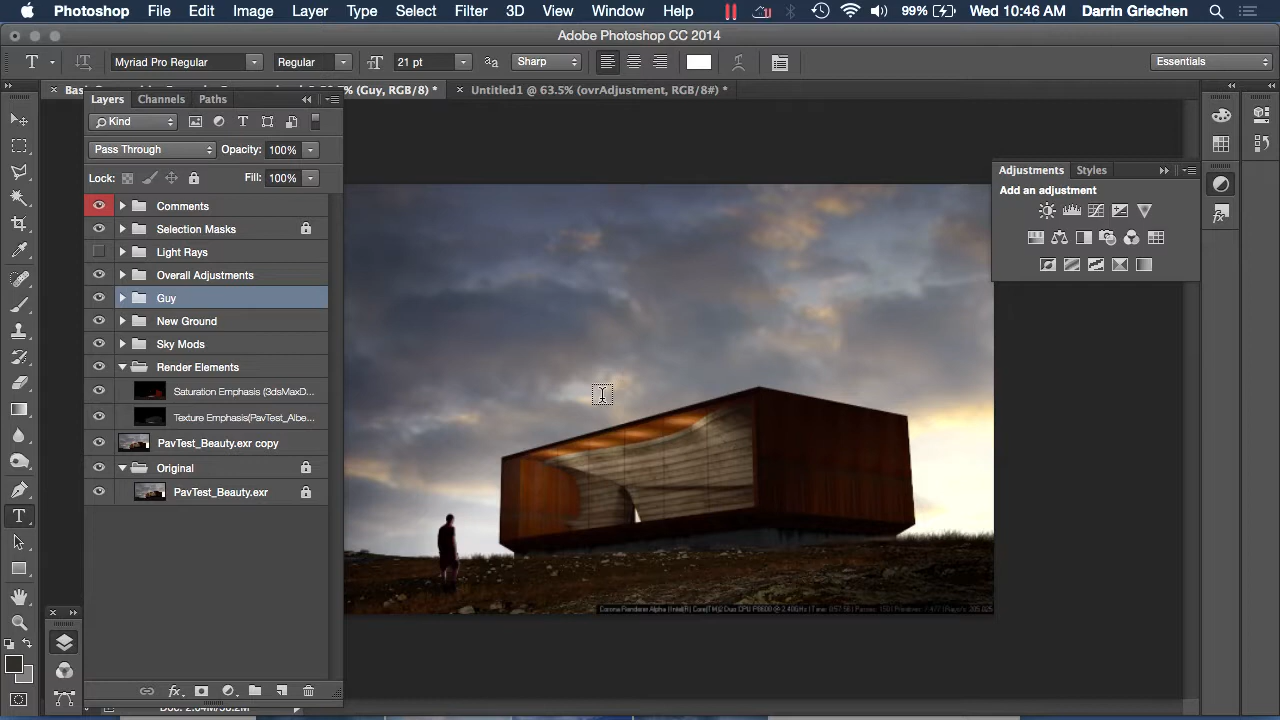 Photoshop File Edit Image Layer Type Select Filter 3D View Window Help 99% Wed 10:46 AM Darrin Griechen
Adobe Photoshop CC 2014
T Myriad Pro Regular Regular 21 pt Sharp Essentials
(Guy, RGB/8) * Untitled1 @ 63.5% (ovrAdjustment, RGB/8#) *
Layers Channels Paths
Kind
Pass Through Opacity: 100%
Lock: Fill: 100%
Adjustments Styles
Add an adjustment
Comments
Selection Masks
Light Rays
Overall Adjustments
Guy
New Ground
Sky Mods
Render Elements
Saturation Emphasis (3dsMaxD...
Texture Emphasis(PavTest_Albe...
PavTest_Beauty.exr copy
Original
PavTest_Beauty.exr